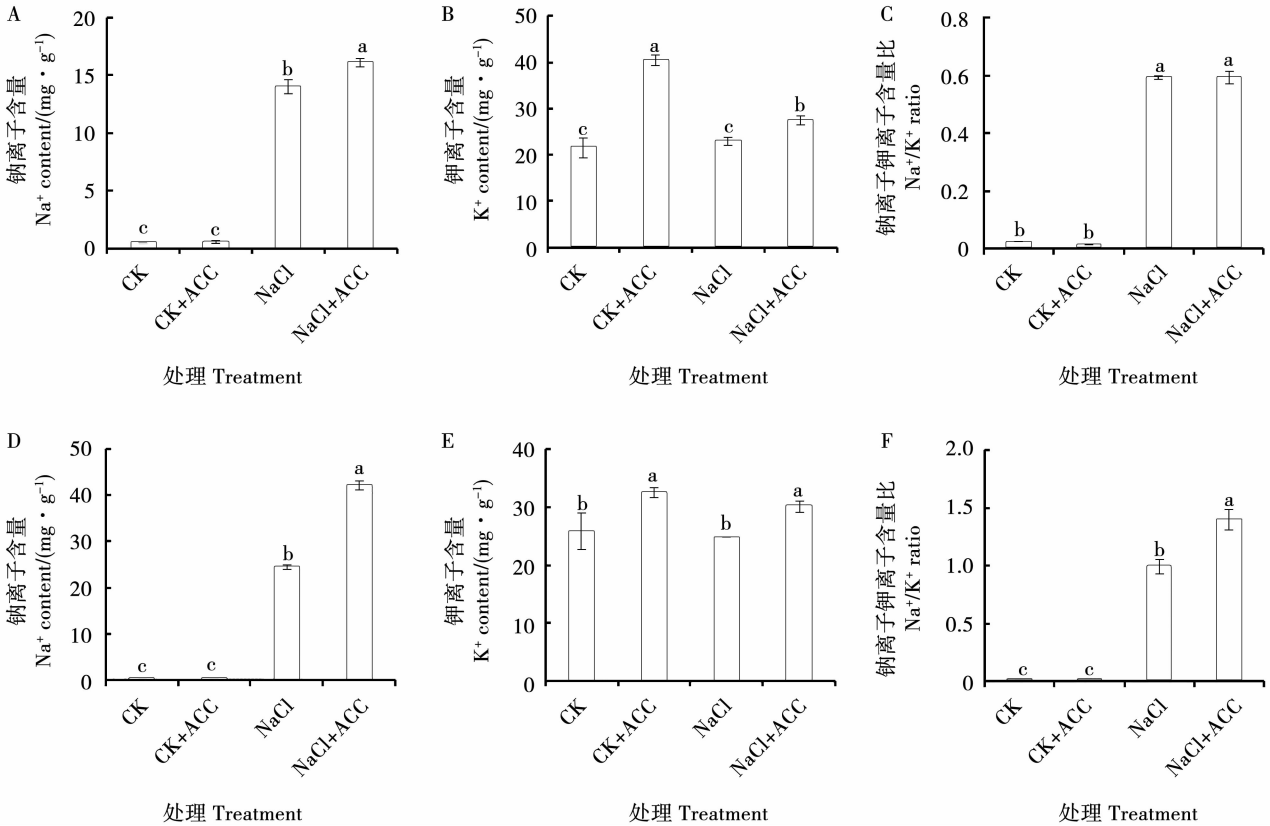 A
钠离子含量
Na⁺ content/(mg·g⁻¹)
20
15
10
5
0
c
c
b
a
CK
CK+ACC
NaCl
NaCl+ACC
处理 Treatment
B
钾离子含量
K⁺ content/(mg·g⁻¹)
50
40
30
20
10
0
c
a
c
b
CK
CK+ACC
NaCl
NaCl+ACC
处理 Treatment
C
钠离子钾离子含量比
Na⁺/K⁺ ratio
0.8
0.6
0.4
0.2
0
b
b
a
a
CK
CK+ACC
NaCl
NaCl+ACC
处理 Treatment
D
钠离子含量
Na⁺ content/(mg·g⁻¹)
50
40
30
20
10
0
c
c
b
a
CK
CK+ACC
NaCl
NaCl+ACC
处理 Treatment
E
钾离子含量
K⁺ content/(mg·g⁻¹)
40
30
20
10
0
b
a
b
a
CK
CK+ACC
NaCl
NaCl+ACC
处理 Treatment
F
钠离子钾离子含量比
Na⁺/K⁺ ratio
2.0
1.5
1.0
0.5
0
c
c
b
a
CK
CK+ACC
NaCl
NaCl+ACC
处理 Treatment